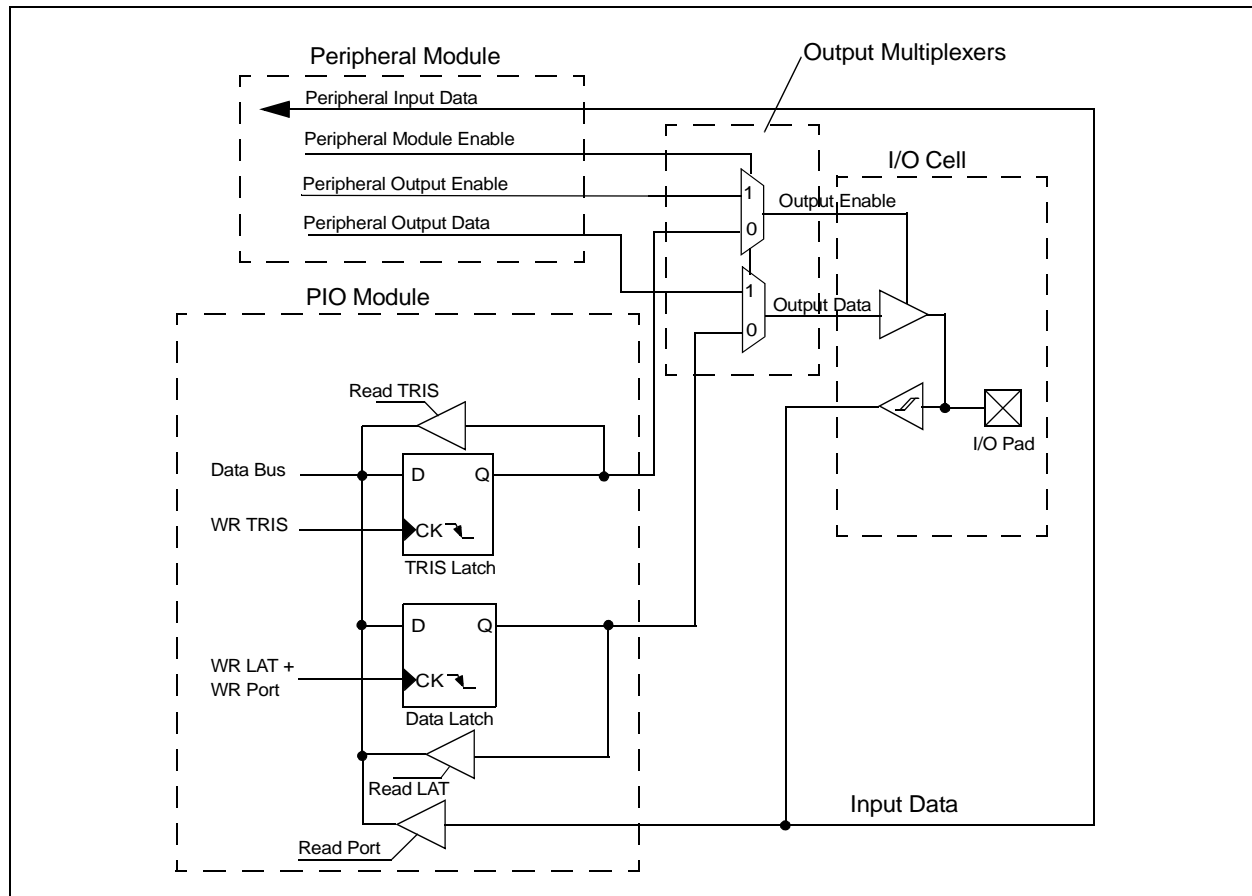 Peripheral Module
Output Multiplexers
Peripheral Input Data
Peripheral Module Enable
I/O Cell
Peripheral Output Enable
1
Output Enable
Peripheral Output Data
0
PIO Module
1
Output Data
0
Read TRIS
I/O Pad
Data Bus
D
Q
WR TRIS
CK
TRIS Latch
D
Q
WR LAT +
WR Port
CK
Data Latch
Read LAT
Input Data
Read Port